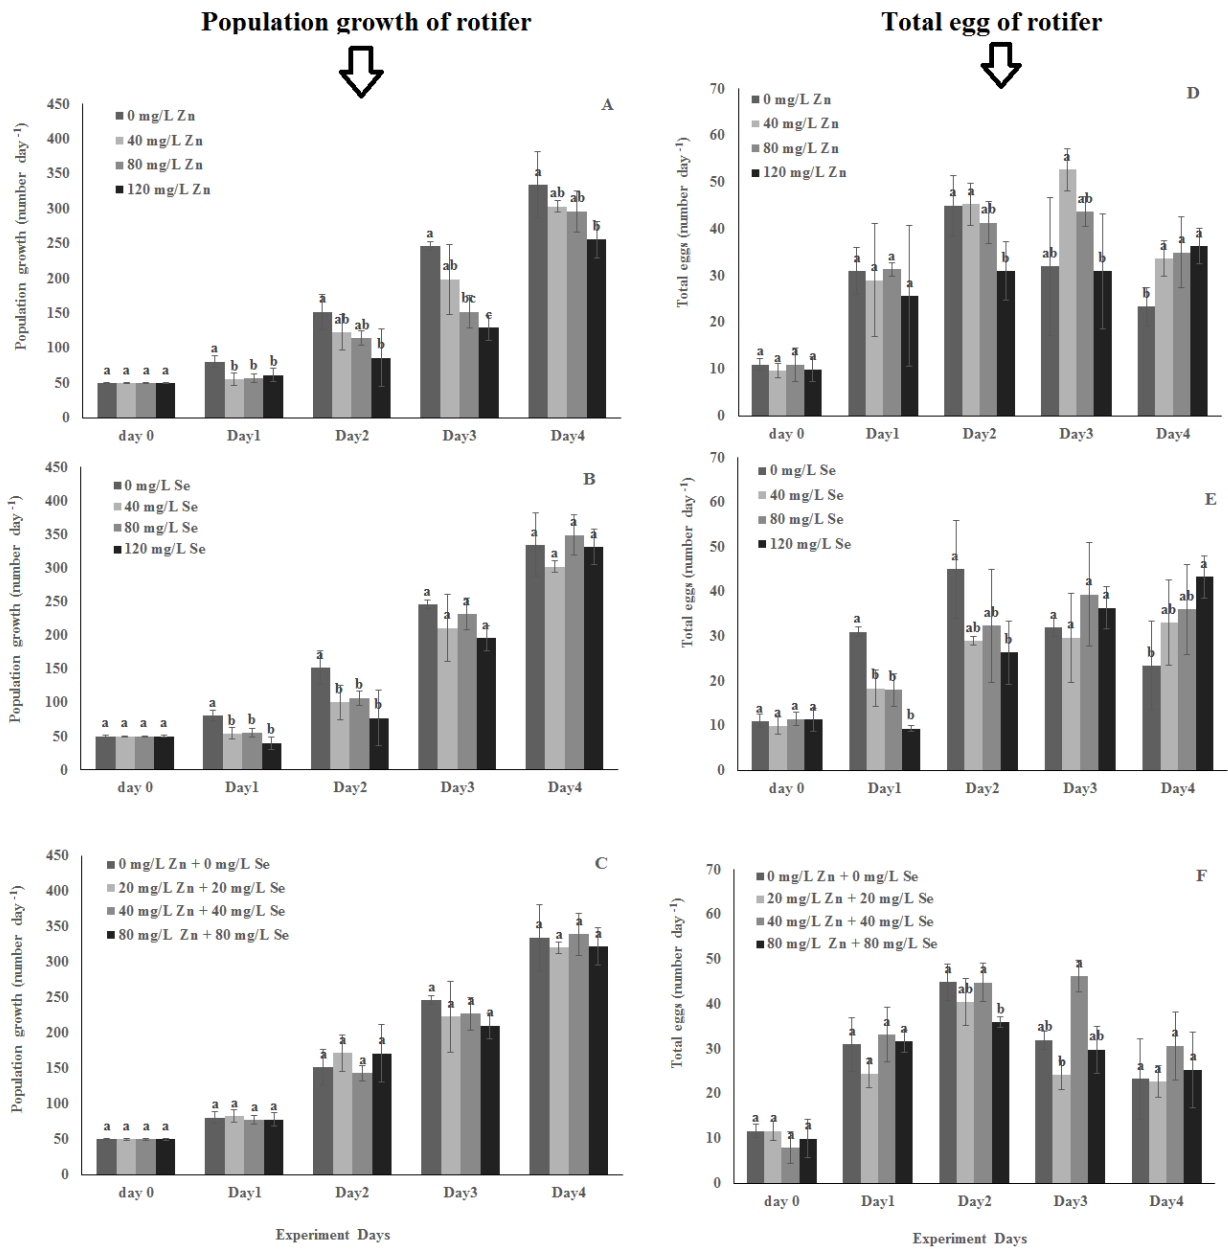 Population growth of rotifer
Total egg of rotifer
A
Population growth (number day -1)
450
400
350
300
250
200
150
100
50
0
0 mg/L Zn
40 mg/L Zn
80 mg/L Zn
120 mg/L Zn
a a a a
a b b b
a ab ab b
a ab bc c
a ab ab b
day 0 Day1 Day2 Day3 Day4
D
Total eggs (number day -1)
70
60
50
40
30
20
10
0
0 mg/L Zn
40 mg/L Zn
80 mg/L Zn
120 mg/L Zn
a a a a
a a a a
a a ab b
ab a ab b
b a a a
day 0 Day1 Day2 Day3 Day4
B
Population growth (number day -1)
450
400
350
300
250
200
150
100
50
0
0 mg/L Se
40 mg/L Se
80 mg/L Se
120 mg/L Se
a a a a
a b b b
a b b b
a a a a
a a a a
day 0 Day1 Day2 Day3 Day4
E
Total eggs (number day -1)
70
60
50
40
30
20
10
0
0 mg/L Se
40 mg/L Se
80 mg/L Se
120 mg/L Se
a a a a
a b b b
a ab ab b
a a a a
b ab ab a
day 0 Day1 Day2 Day3 Day4
C
Population growth (number day -1)
450
400
350
300
250
200
150
100
50
0
0 mg/L Zn + 0 mg/L Se
20 mg/L Zn + 20 mg/L Se
40 mg/L Zn + 40 mg/L Se
80 mg/L Zn + 80 mg/L Se
a a a a
a a a a
a a a a
a a a a
a a a a
day 0 Day1 Day2 Day3 Day4
Experiment Days
F
Total eggs (number day -1)
70
60
50
40
30
20
10
0
0 mg/L Zn + 0 mg/L Se
20 mg/L Zn + 20 mg/L Se
40 mg/L Zn + 40 mg/L Se
80 mg/L Zn + 80 mg/L Se
a a a a
a a a a
a ab a b
ab b a ab
a a a a
day 0 Day1 Day2 Day3 Day4
Experiment Days